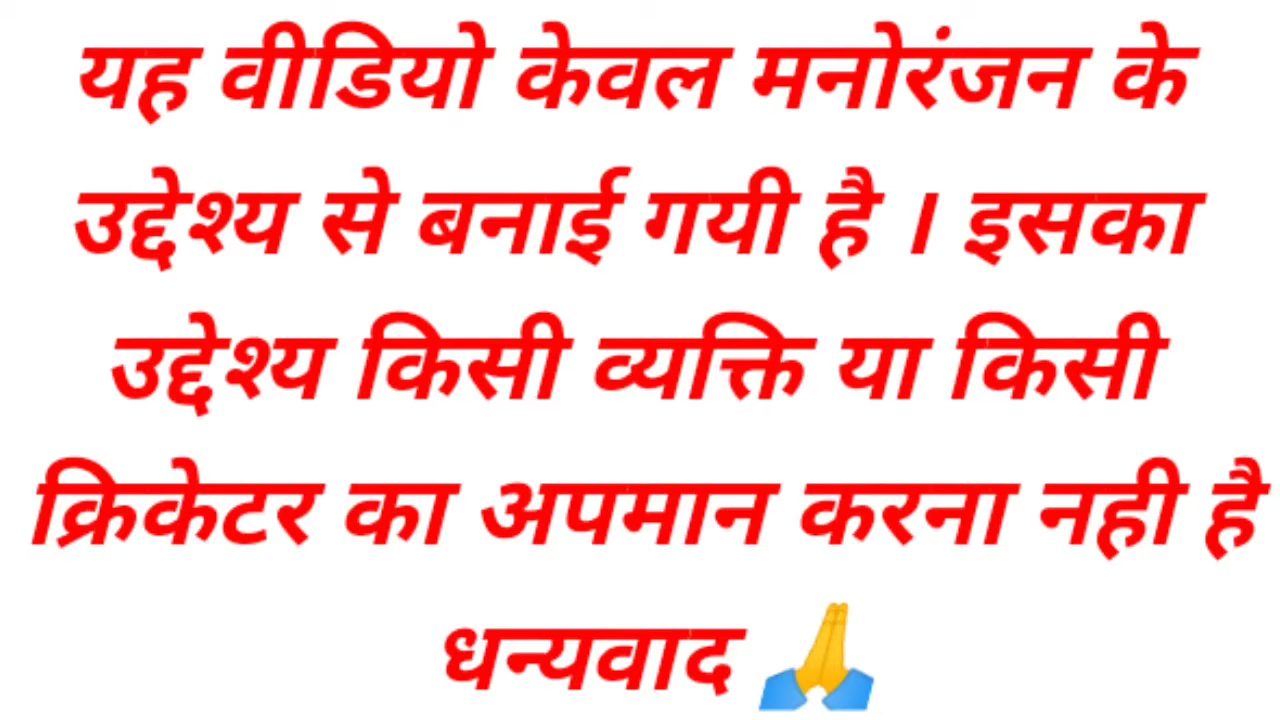 यह वीडियो केवल मनोरंजन के
उद्देश्य से बनाई गयी है । इसका
उद्देश्य किसी व्यक्ति या किसी
क्रिकेटर का अपमान करना नही है
धन्यवाद 🙏